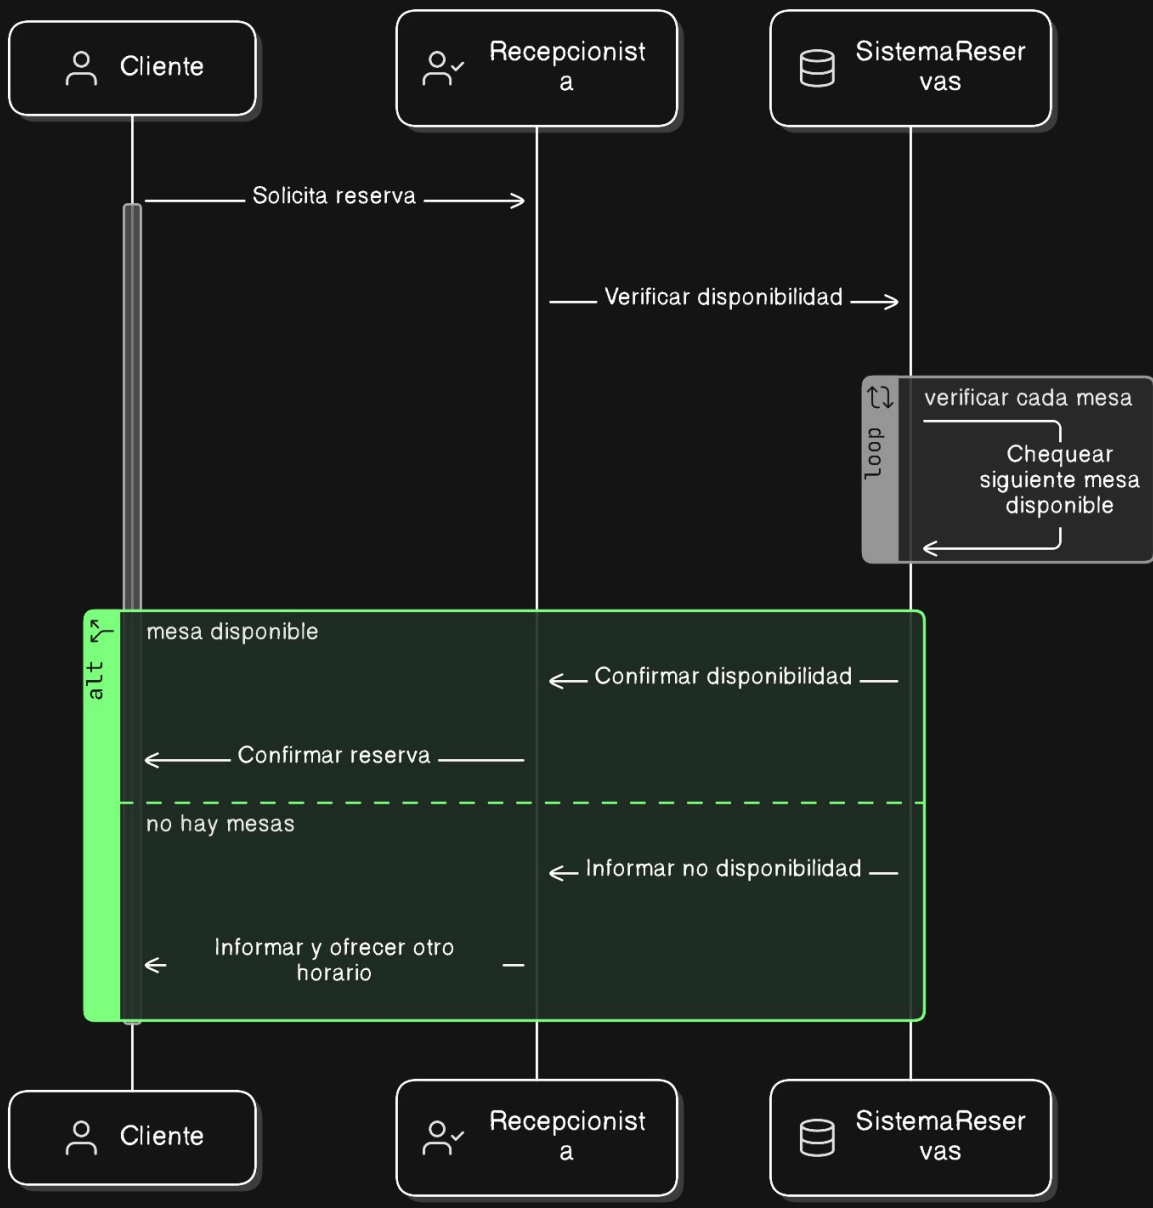 Cliente
Recepcionist
a
SistemaReser
vas
Solicita reserva
Verificar disponibilidad
loop
verificar cada mesa
Chequear
siguiente mesa
disponible
alt
mesa disponible
Confirmar disponibilidad
Confirmar reserva
no hay mesas
Informar no disponibilidad
Informar y ofrecer otro
horario
Cliente
Recepcionist
a
SistemaReser
vas